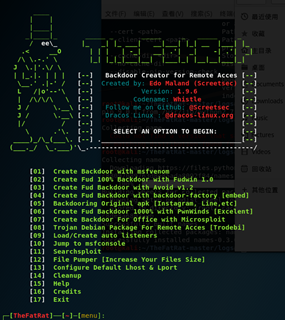 Backdoor Creator for Remote Acces
Created by: Edo Maland (Screetsec)
Version: 1.9.6
Codename: Whistle
Follow me on Github: @Screetsec
Dracos Linux : @dracos-linux.org
SELECT AN OPTION TO BEGIN:
[01] Create Backdoor with msfvenom
[02] Create Fud 100% Backdoor with Fudwin 1.0
[03] Create Fud Backdoor with Avoid v1.2
[04] Create Fud Backdoor with backdoor-factory [embed]
[05] Backdooring Original apk [Instagram, Line,etc]
[06] Create Fud Backdoor 1000% with PwnWinds [Excelent]
[07] Create Backdoor For Office with Microsploit
[08] Trojan Debian Package For Remote Access [Trodebi]
[09] Load/Create auto listeners
[10] Jump to msfconsole
[11] Searchsploit
[12] File Pumper [Increase Your Files Size]
[13] Configure Default Lhost & Lport
[14] Cleanup
[15] Help
[16] Credits
[17] Exit
[TheFatRat]─[~]─[menu]: